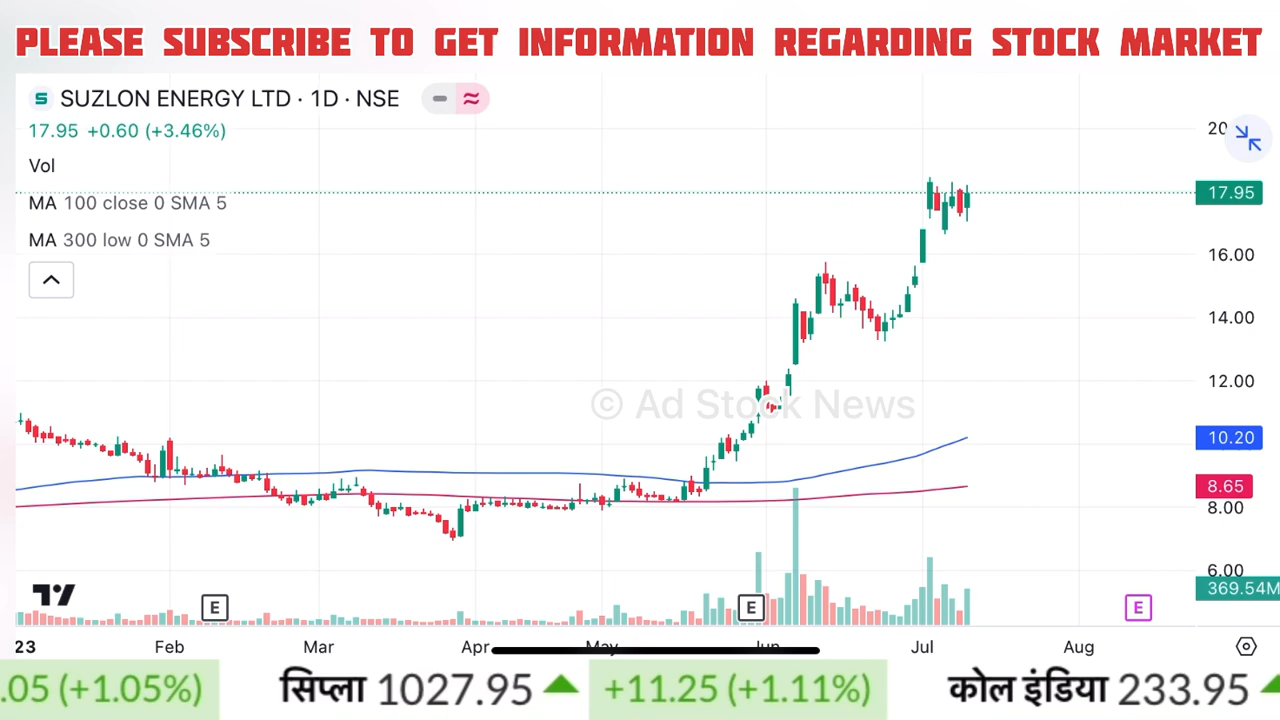 PLEASE SUBSCRIBE TO GET INFORMATION REGARDING STOCK MARKET
SUZLON ENERGY LTD · 1D · NSE
17.95 +0.60 (+3.46%)
Vol
MA 100 close 0 SMA 5
MA 300 low 0 SMA 5
20
17.95
16.00
14.00
12.00
10.20
8.65
8.00
6.00
369.54M
© Ad Stock News
E
E
E
23 Feb Mar Apr May Jun Jul Aug
.05 (+1.05%) सिप्ला 1027.95 +11.25 (+1.11%) कोल इंडिया 233.95